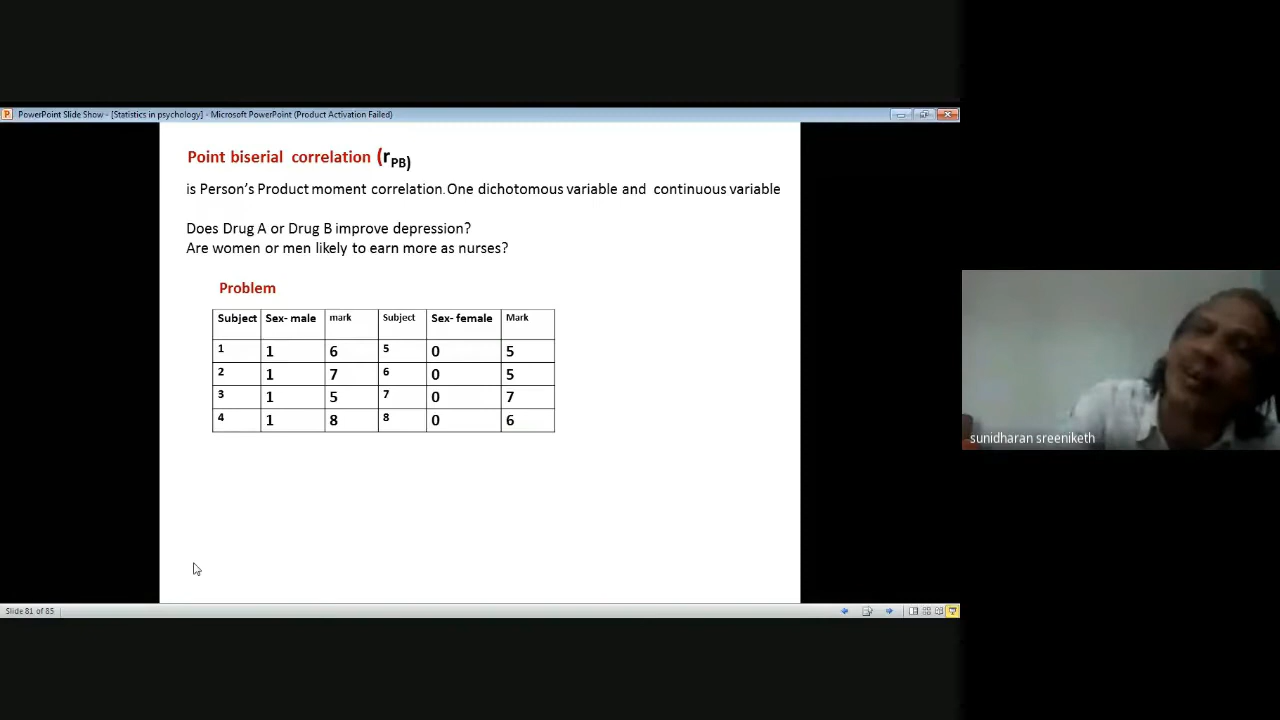 PowerPoint Slide Show - [Statistics in psychology] - Microsoft PowerPoint (Product Activation Failed)
Point biserial correlation (rPB)
is Person's Product moment correlation. One dichotomous variable and continuous variable
Does Drug A or Drug B improve depression?
Are women or men likely to earn more as nurses?
Problem
Subject Sex- male mark Subject Sex- female Mark
1 1 6 5 0 5
2 1 7 6 0 5
3 1 5 7 0 7
4 1 8 8 0 6
sunidharan sreeniketh
Slide 81 of 85